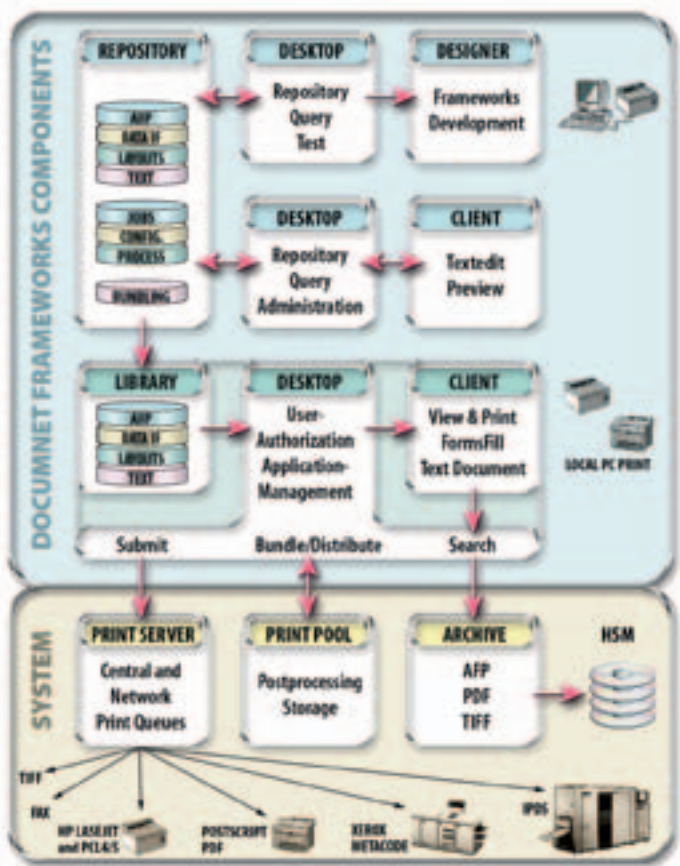 DOCUMNET FRAMEWORKS COMPONENTS
REPOSITORY
AFP
DATA IF
LAYOUTS
TEXT
JOBS
CONFIG.
PROCESS
BUNDLING
DESKTOP
Repository
Query
Test
DESIGNER
Frameworks
Development
DESKTOP
Repository
Query
Administration
CLIENT
Textedit
Preview
LIBRARY
AFP
DATA IF
LAYOUTS
TEXT
DESKTOP
User-
Authorization
Application-
Management
CLIENT
View & Print
FormsFill
Text Document
LOCAL PC PRINT
Submit
Bundle/Distribute
Search
SYSTEM
PRINT SERVER
Central and
Network
Print Queues
PRINT POOL
Postprocessing
Storage
ARCHIVE
AFP
PDF
TIFF
HSM
TIFF
FAX
HP LASEJET
and PCL4/5
POSTSCRIPT
PDF
XEROX
METACODE
IPDS